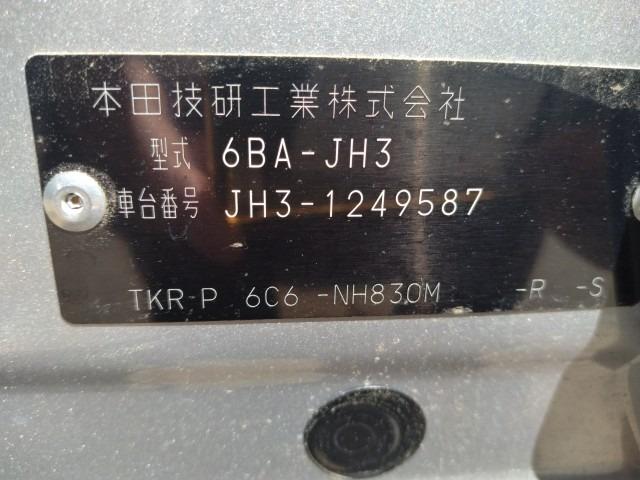 本田技研工業株式会社
型式 6BA-JH3
車台番号 JH3-1249587
TKR-P 6C6 -NH830M -R -S